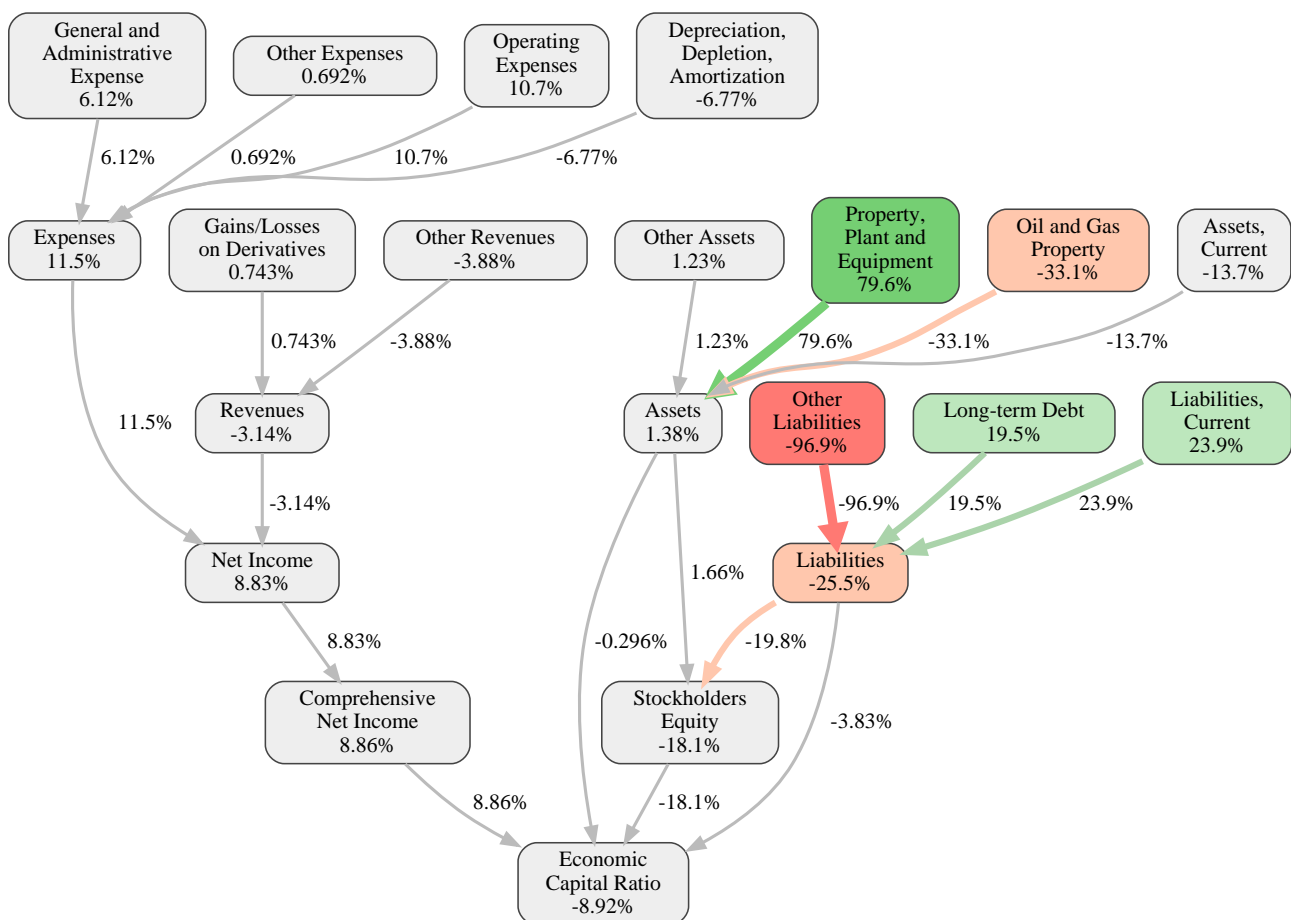 General and
Administrative
Expense
6.12%
Other Expenses
0.692%
Operating
Expenses
10.7%
Depreciation,
Depletion,
Amortization
-6.77%
6.12%
0.692%
10.7%
-6.77%
Expenses
11.5%
Gains/Losses
on Derivatives
0.743%
Other Revenues
-3.88%
Other Assets
1.23%
Property,
Plant and
Equipment
79.6%
Oil and Gas
Property
-33.1%
Assets,
Current
-13.7%
0.743%
-3.88%
1.23%
79.6%
-33.1%
-13.7%
11.5%
Revenues
-3.14%
Assets
1.38%
Other
Liabilities
-96.9%
Long-term Debt
19.5%
Liabilities,
Current
23.9%
-3.14%
-96.9%
19.5%
23.9%
Net Income
8.83%
1.66%
Liabilities
-25.5%
8.83%
-0.296%
-19.8%
Comprehensive
Net Income
8.86%
Stockholders
Equity
-18.1%
-3.83%
8.86%
-18.1%
Economic
Capital Ratio
-8.92%